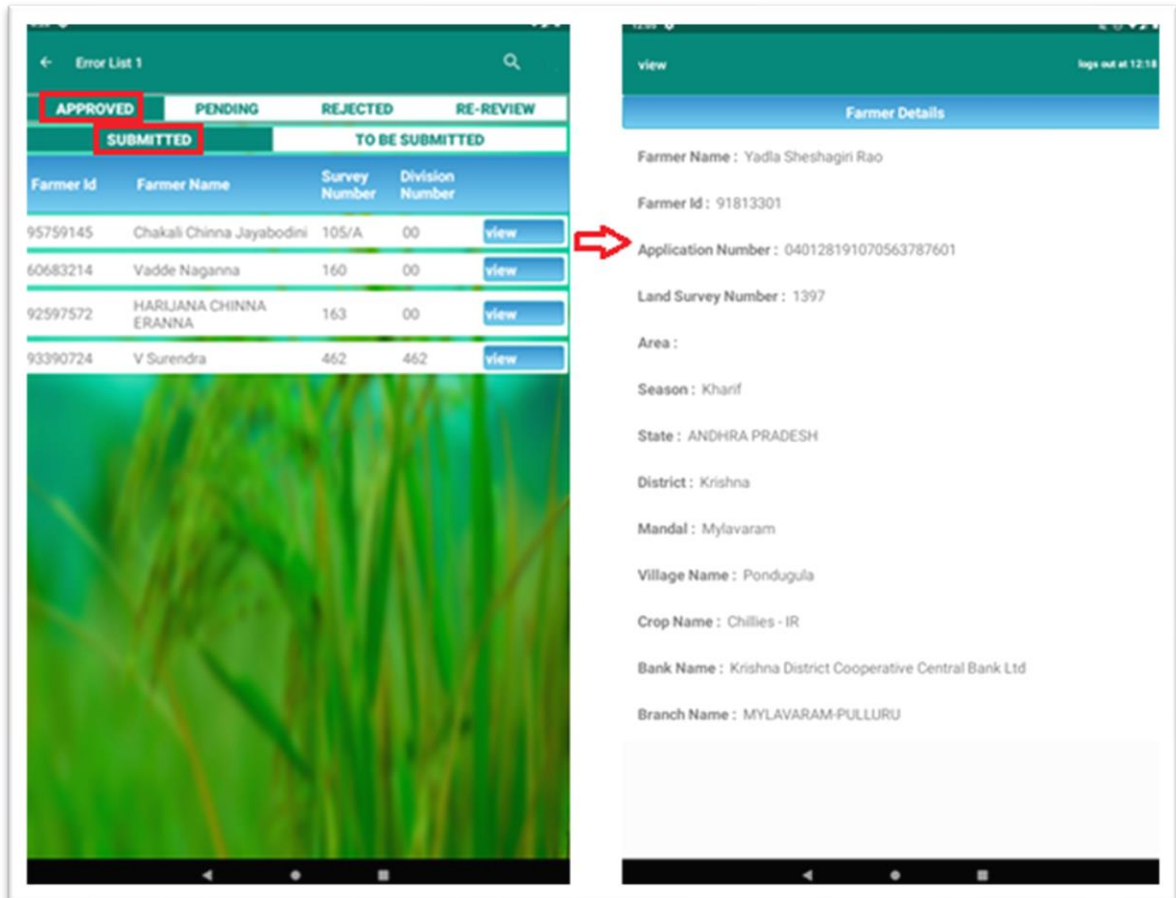 Error List 1
APPROVED PENDING REJECTED RE-REVIEW
SUBMITTED TO BE SUBMITTED
Farmer Id Farmer Name Survey Number Division Number
95759145 Chakali Chinna Jayabodini 105/A 00 view
60683214 Vadde Naganna 160 00 view
92597572 HARIJANA CHINNA ERANNA 163 00 view
93390724 V Surendra 462 462 view
12:05
view logs out at 12:18
Farmer Details
Farmer Name : Yadla Sheshagiri Rao
Farmer Id : 91813301
Application Number : 040128191070563787601
Land Survey Number : 1397
Area :
Season : Kharif
State : ANDHRA PRADESH
District : Krishna
Mandal : Mylavaram
Village Name : Pondugula
Crop Name : Chillies - IR
Bank Name : Krishna District Cooperative Central Bank Ltd
Branch Name : MYLAVARAM-PULLURU